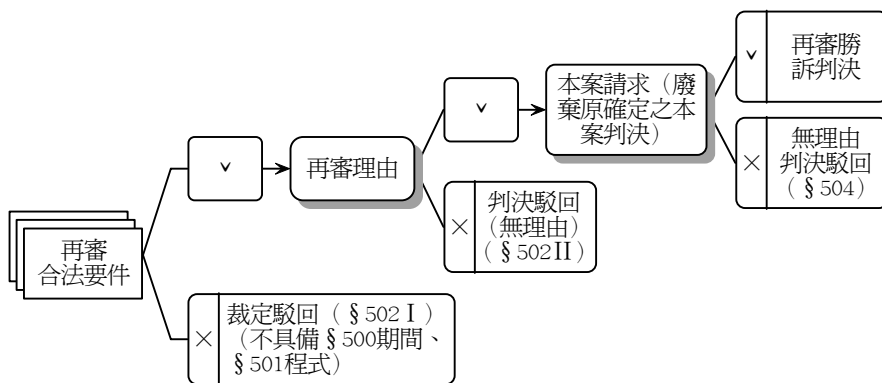 再審
合法要件
˅
再審理由
×
裁定駁回（§502Ⅰ）
（不具備§500期間、
§501程式）
˅
本案請求（廢
棄原確定之本
案判決）
×
判決駁回
（無理由）
（§502Ⅱ）
˅
再審勝
訴判決
×
無理由
判決駁回
（§504）